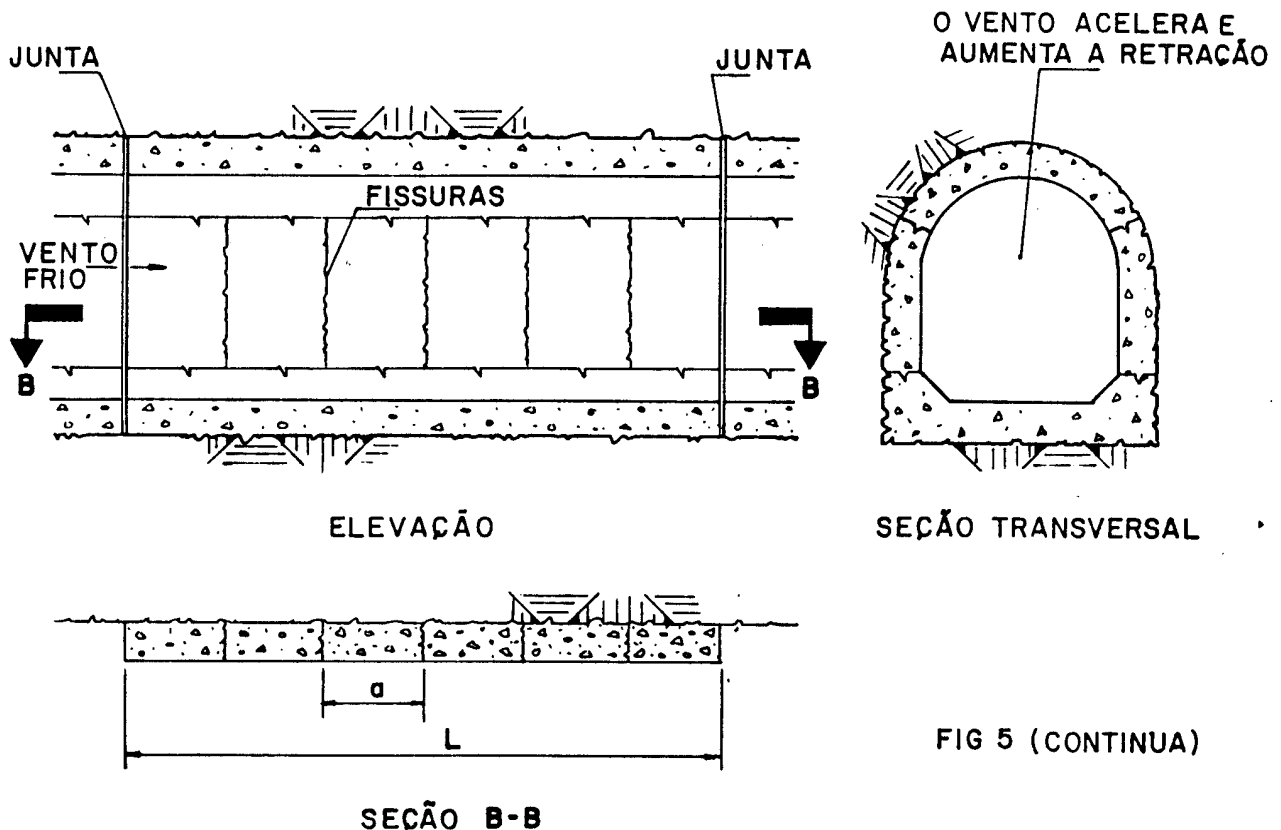 O VENTO ACELERA E
AUMENTA A RETRAÇÃO
JUNTA
JUNTA
FISSURAS
VENTO
FRIO
B
B
ELEVAÇÃO
SEÇÃO TRANSVERSAL
a
L
FIG 5 (CONTINUA)
SEÇÃO B-B